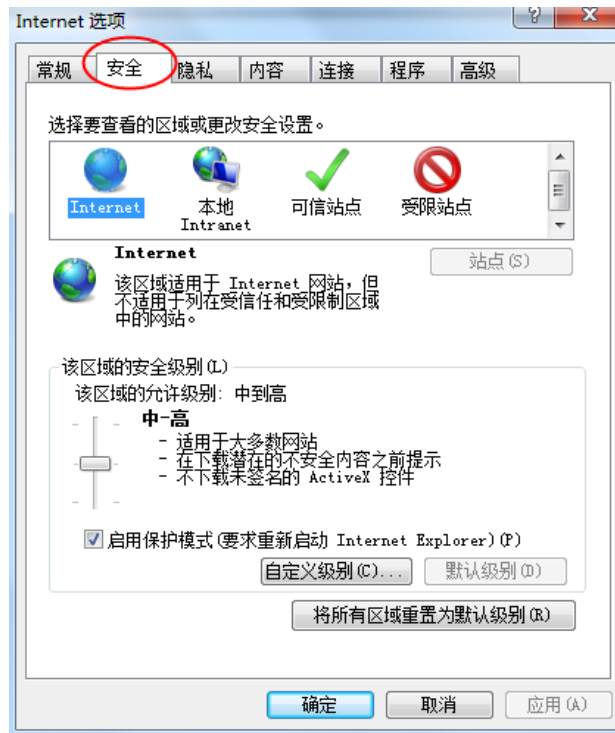 Internet 选项
?
常规 安全 隐私 内容 连接 程序 高级
选择要查看的区域或更改安全设置。
Internet 本地 Intranet 可信站点 受限站点
Internet
站点(S)
该区域适用于 Internet 网站，但
不适用于列在受信任和受限制区域
中的网站。
该区域的安全级别(L)
该区域的允许级别：中到高
中-高
- 适用于大多数网站
- 在下载潜在的不安全内容之前提示
- 不下载未签名的 ActiveX 控件
启用保护模式(要求重新启动 Internet Explorer)(P)
自定义级别(C)... 默认级别(D)
将所有区域重置为默认级别(R)
确定 取消 应用(A)